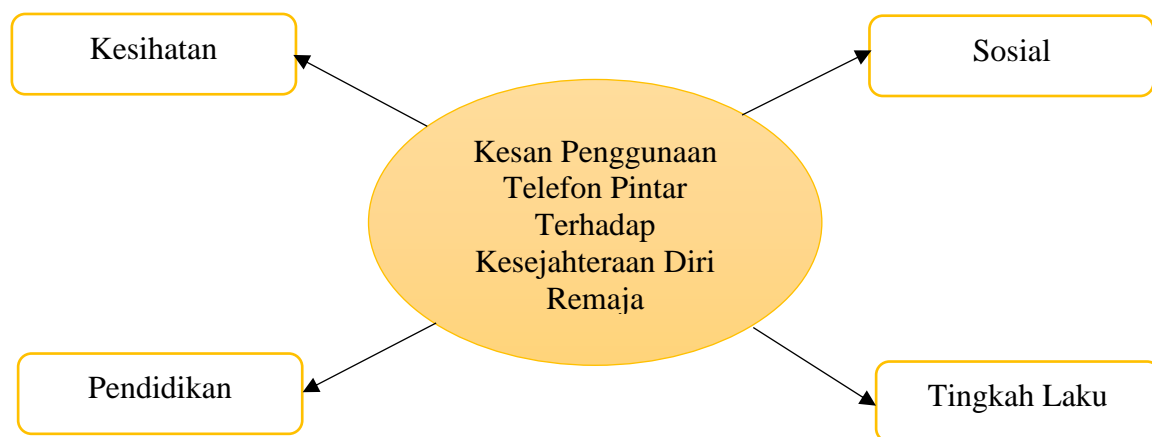 Kesihatan
Sosial
Kesan Penggunaan
Telefon Pintar
Terhadap
Kesejahteraan Diri
Remaja
Pendidikan
Tingkah Laku